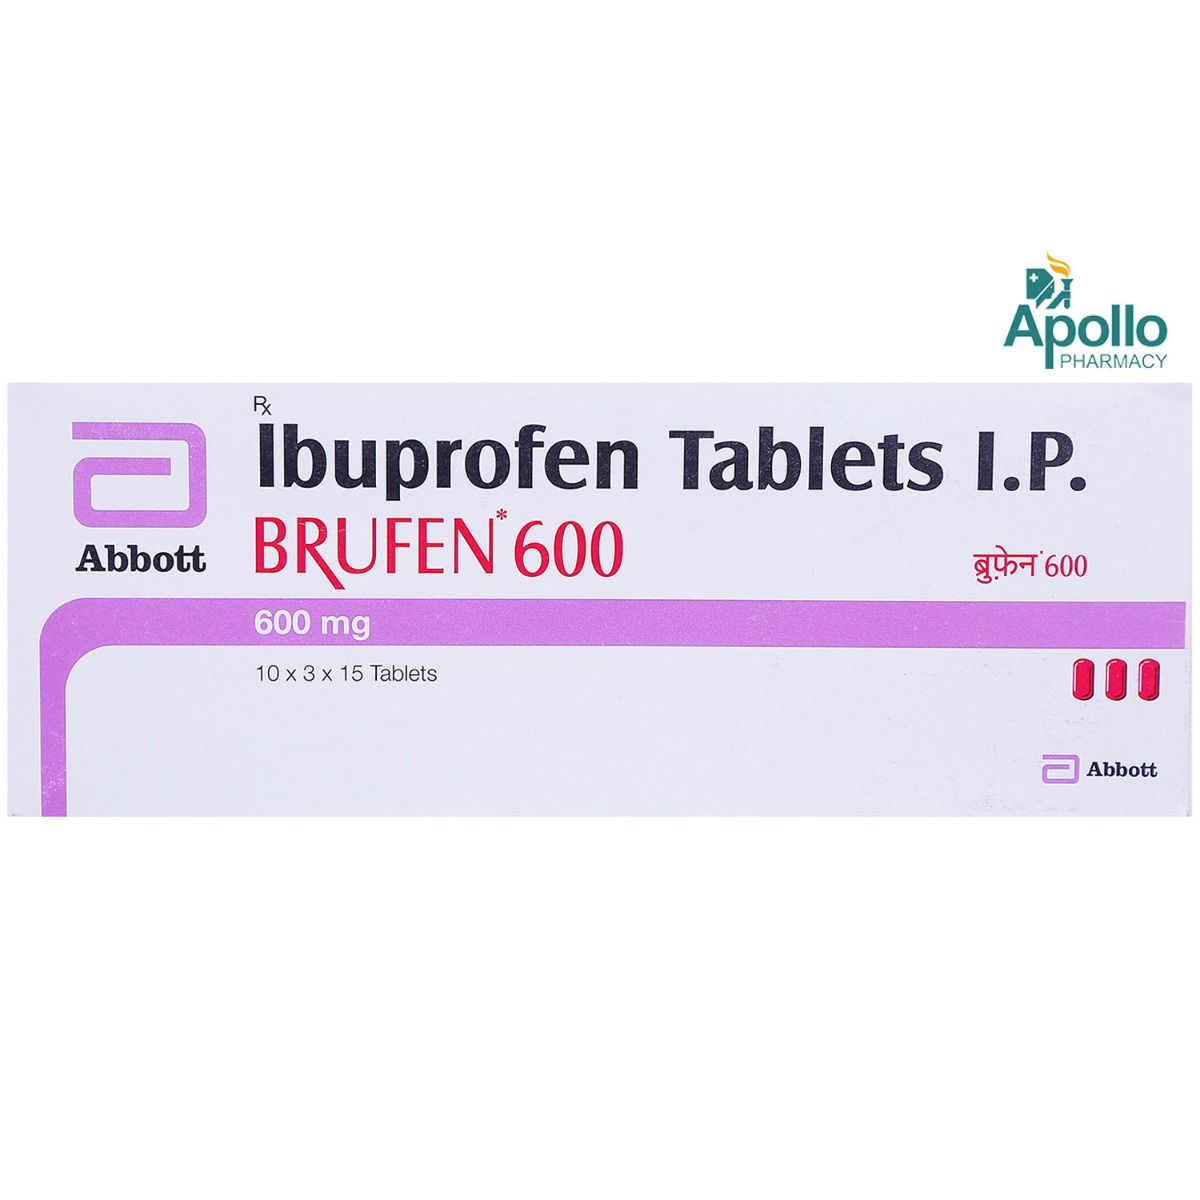 Apollo
PHARMACY
Rx
Ibuprofen Tablets I.P.
Abbott
BRUFEN* 600
ब्रुफ़ेन* 600
600 mg
10 x 3 x 15 Tablets
Abbott